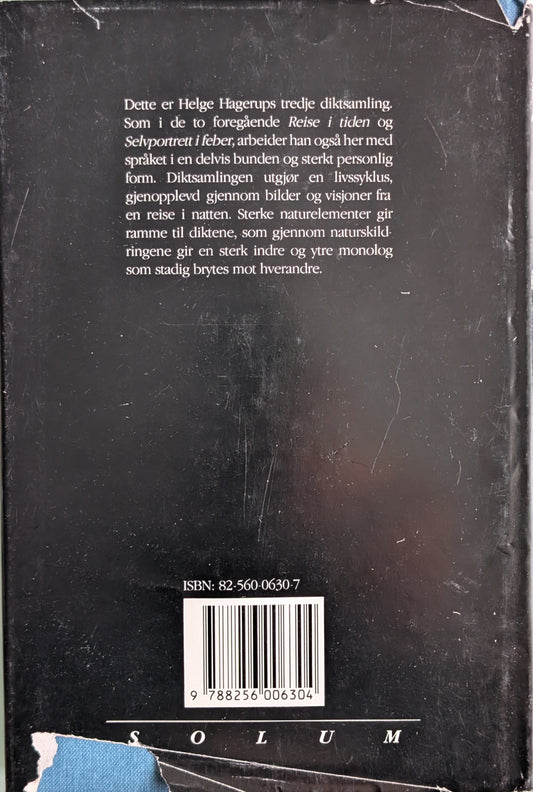 Dette er Helge Hagerups tredje diktsamling.
Som i de to foregående Reise i tiden og
Selvportrett i feber, arbeider han også her med
språket i en delvis bunden og sterkt personlig
form. Diktsamlingen utgjør en livssyklus,
gjenopplevd gjennom bilder og visjoner fra
en reise i natten. Sterke naturelementer gir
ramme til diktene, som gjennom naturskild-
ringene gir en sterk indre og ytre monolog
som stadig brytes mot hverandre.
ISBN: 82-560-0630-7
9 788256 006304
SOLUM